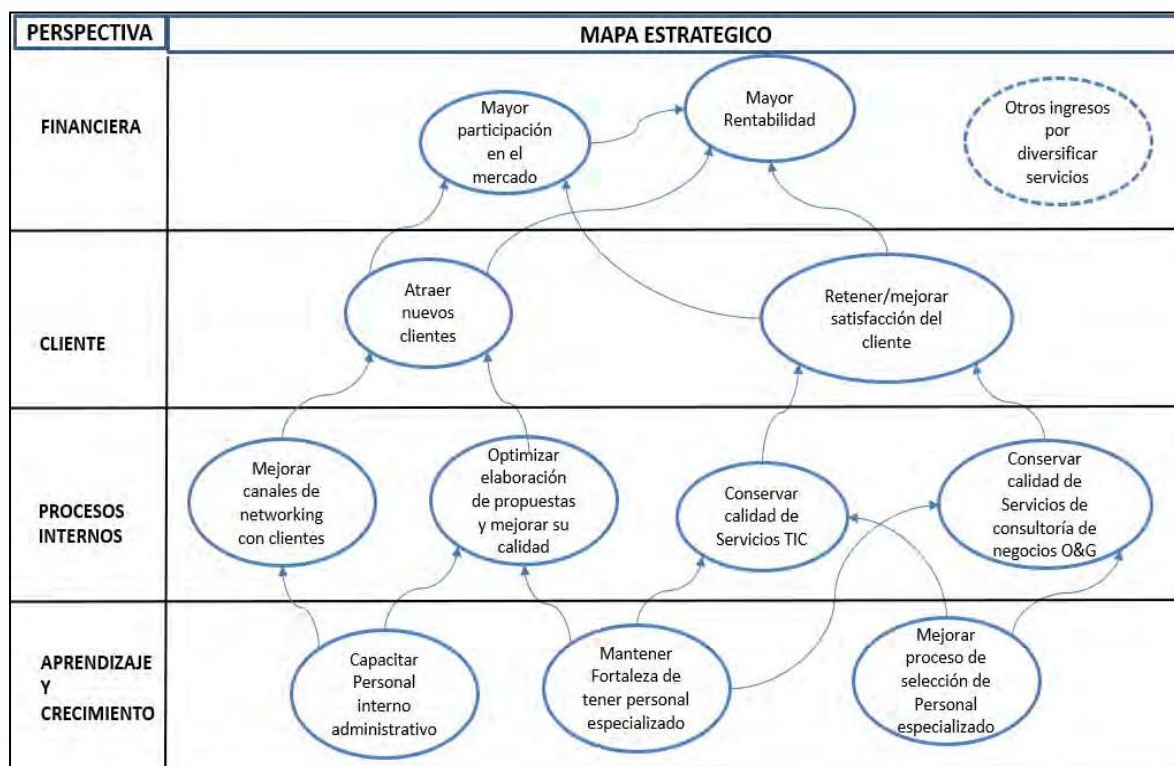 PERSPECTIVA
MAPA ESTRATEGICO
FINANCIERA
Mayor
participación
en el
mercado
Mayor
Rentabilidad
Otros ingresos
por
diversificar
servicios
CLIENTE
Atraer
nuevos
clientes
Retener/mejorar
satisfacción del
cliente
PROCESOS
INTERNOS
Mejorar
canales de
networking
con clientes
Optimizar
elaboración
de propuestas
y mejorar su
calidad
Conservar
calidad de
Servicios TIC
Conservar
calidad de
Servicios de
consultoría de
negocios O&G
APRENDIZAJE
Y
CRECIMIENTO
Capacitar
Personal
interno
administrativo
Mantener
Fortaleza de
tener personal
especializado
Mejorar
proceso de
selección de
Personal
especializado